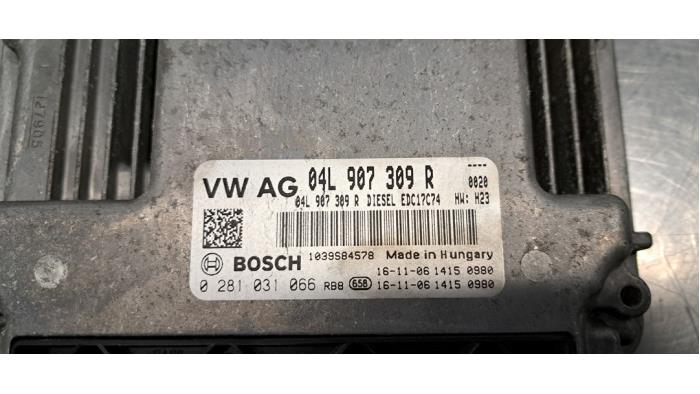 VW AG 04L 907 309 R
----
0020
04L 907 309 R DIESEL EDC17C74 HW: H23
1039S84578 Made in Hungary
BOSCH 16-11-06 1415 0980
0 281 031 066 RB8 658 16-11-06 1415 0980